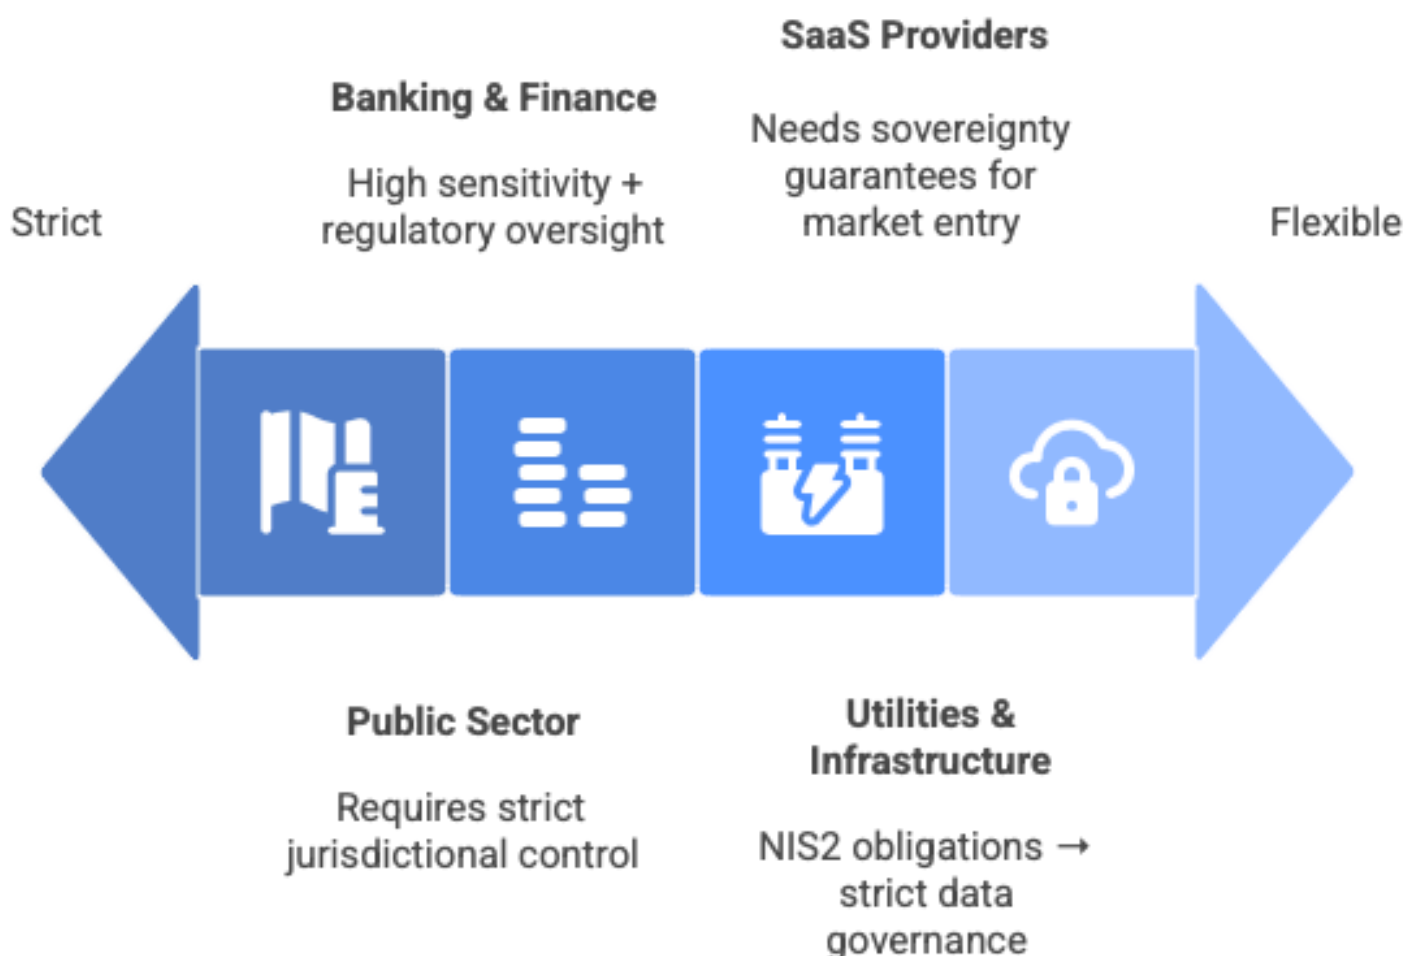 SaaS Providers
Banking & Finance
Needs sovereignty
guarantees for
market entry
High sensitivity +
regulatory oversight
Strict
Flexible
Public Sector
Requires strict
jurisdictional control
Utilities &
Infrastructure
NIS2 obligations →
strict data
governance